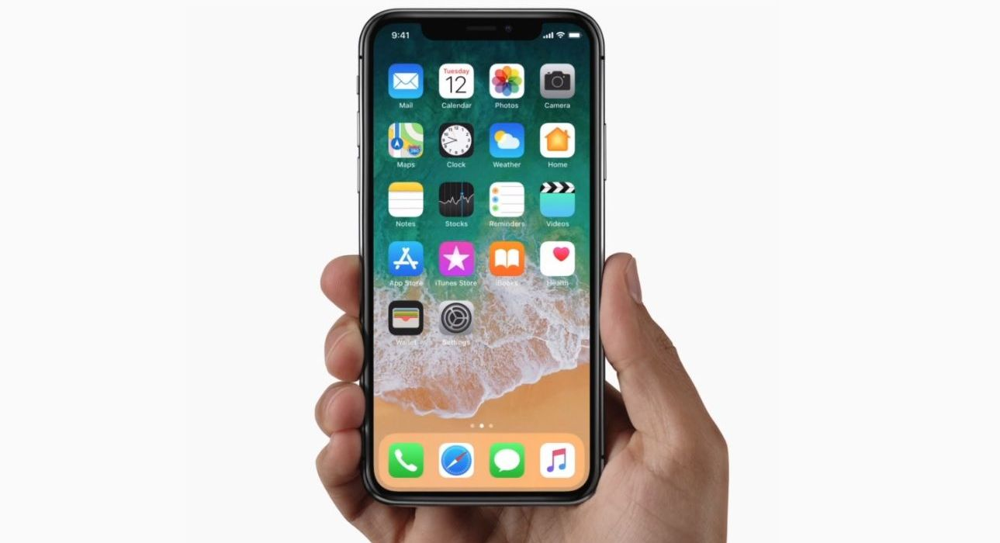 9:41
Tuesday
12
Mail
Calendar
Photos
Camera
Maps
Clock
Weather
Home
Notes
Stocks
Reminders
Videos
App Store
iTunes Store
iBooks
Health
Wallet
Settings